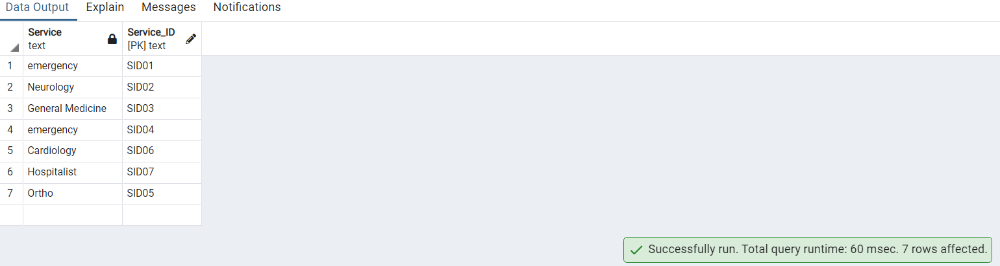 Data Output Explain Messages Notifications
Service Service_ID
text [PK] text
1 emergency SID01
2 Neurology SID02
3 General Medicine SID03
4 emergency SID04
5 Cardiology SID06
6 Hospitalist SID07
7 Ortho SID05
Successfully run. Total query runtime: 60 msec. 7 rows affected.